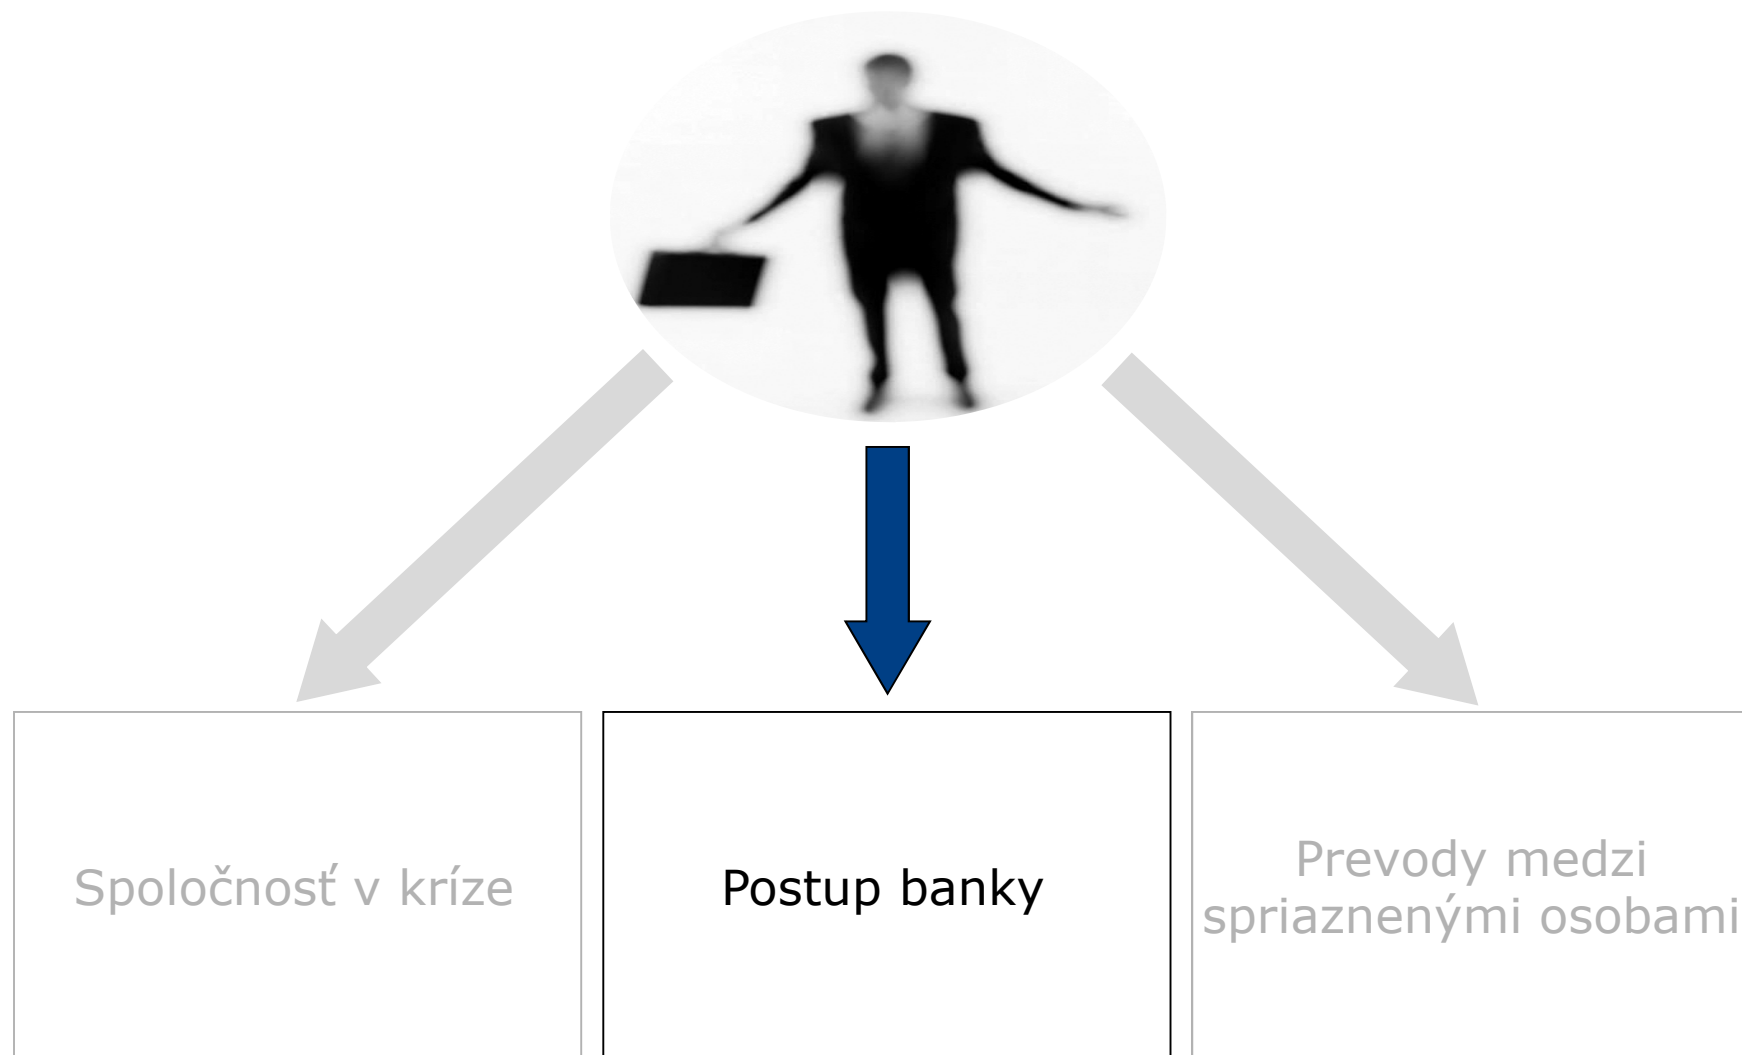 Spoločnosť v kríze
Postup banky
Prevody medzi
spriaznenými osobami